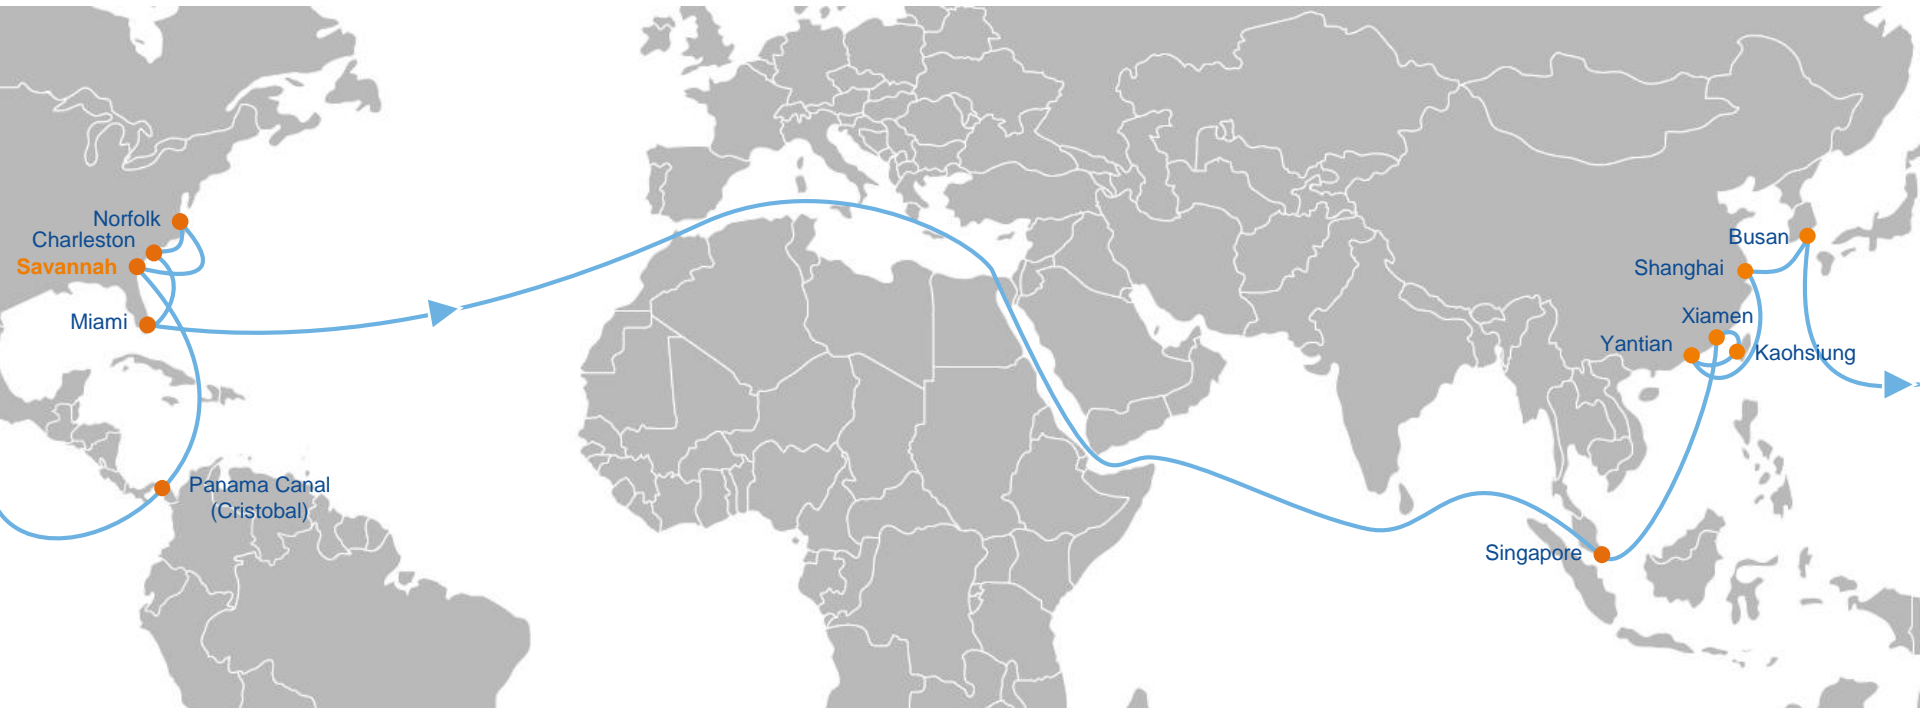 Norfolk
Charleston
Savannah
Miami
Panama Canal
(Cristobal)
Busan
Shanghai
Xiamen
Yantian
Kaohsiung
Singapore